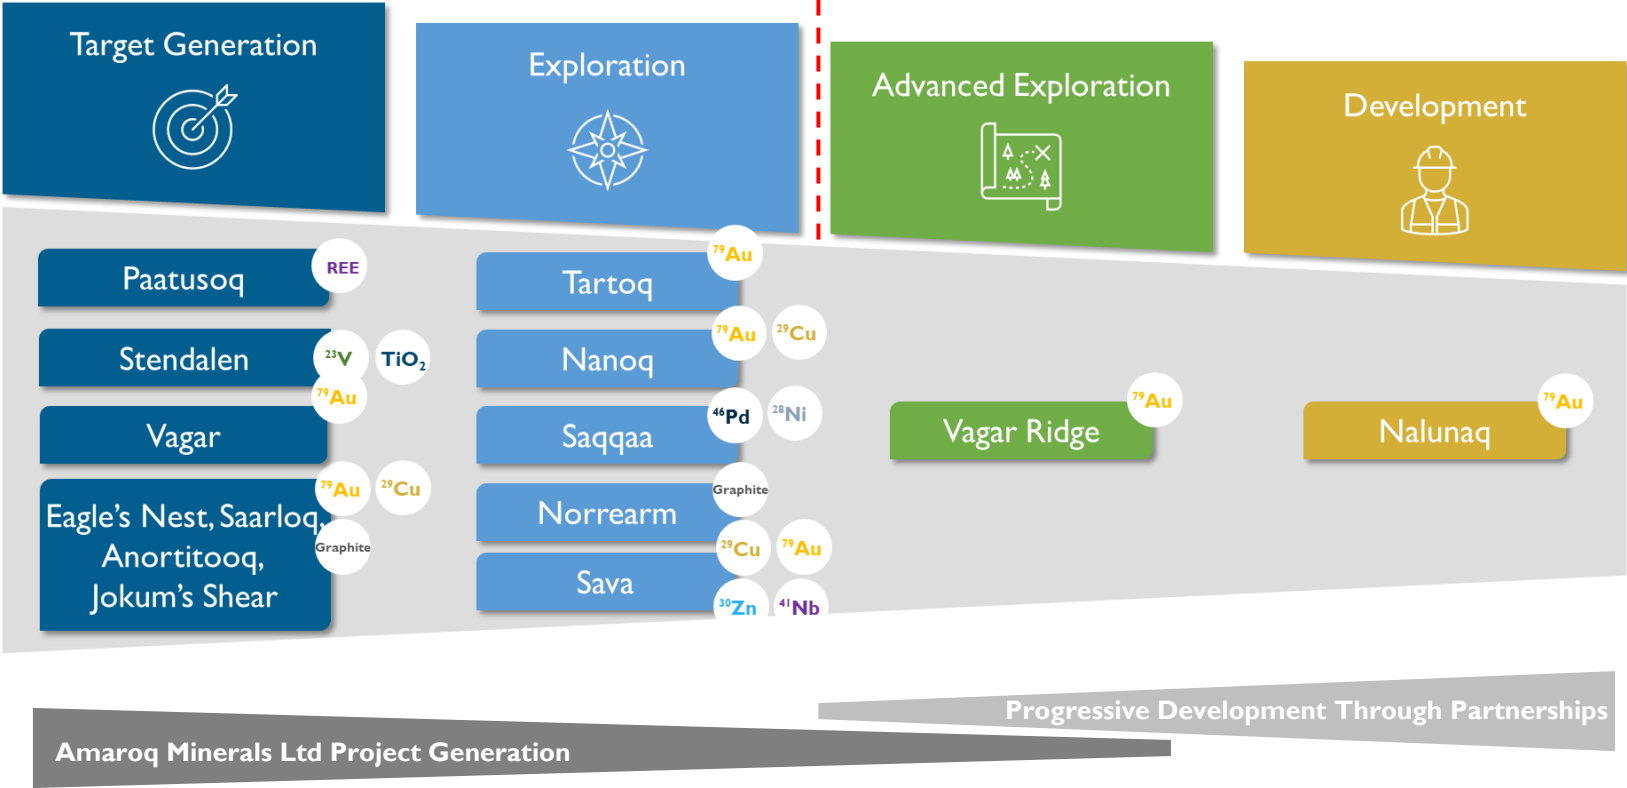 Target Generation
Exploration
Advanced Exploration
Development
Paatusoq
REE
Stendalen
²³V
TiO₂
Vagar
⁷⁹Au
Eagle's Nest, Saarloq,
Anortitooq,
Jokum's Shear
⁷⁹Au
²⁹Cu
Graphite
Tartoq
⁷⁹Au
Nanoq
⁷⁹Au
²⁹Cu
Saqqaa
⁴⁶Pd
²⁸Ni
Norrearm
Graphite
Sava
²⁹Cu
⁷⁹Au
³⁰Zn
⁴¹Nb
Vagar Ridge
⁷⁹Au
Nalunaq
⁷⁹Au
Progressive Development Through Partnerships
Amaroq Minerals Ltd Project Generation